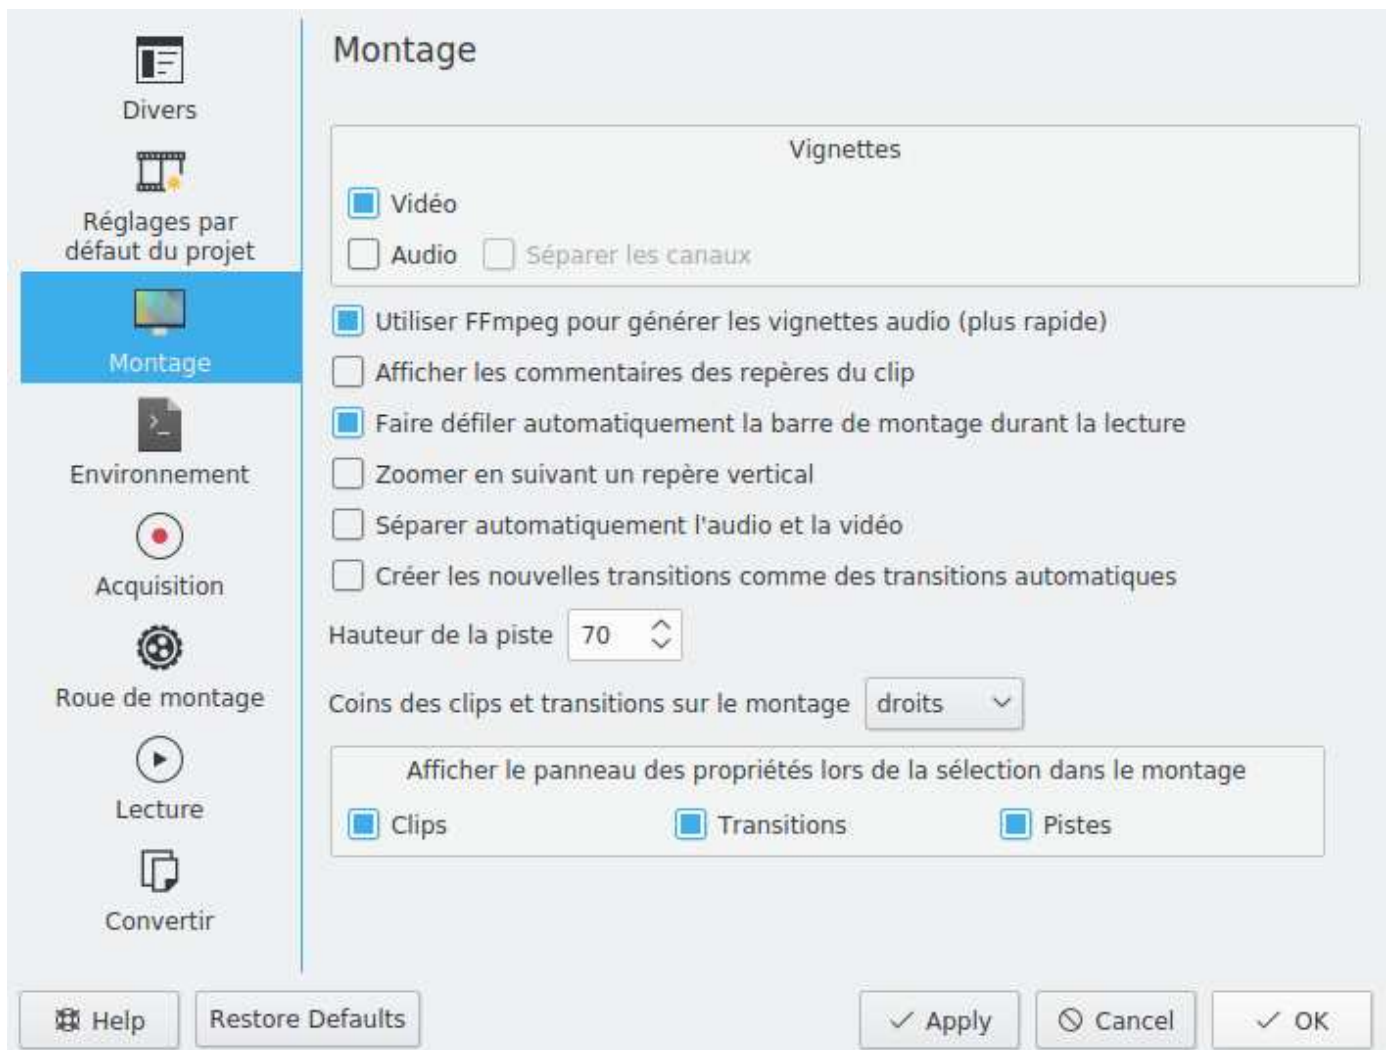 Divers
Réglages par
défaut du projet
Montage
Environnement
Acquisition
Roue de montage
Lecture
Convertir
Montage
Vignettes
Vidéo
Audio Séparer les canaux
Utiliser FFmpeg pour générer les vignettes audio (plus rapide)
Afficher les commentaires des repères du clip
Faire défiler automatiquement la barre de montage durant la lecture
Zoomer en suivant un repère vertical
Séparer automatiquement l'audio et la vidéo
Créer les nouvelles transitions comme des transitions automatiques
Hauteur de la piste 70
Coins des clips et transitions sur le montage droits
Afficher le panneau des propriétés lors de la sélection dans le montage
Clips Transitions Pistes
Help Restore Defaults Apply Cancel OK